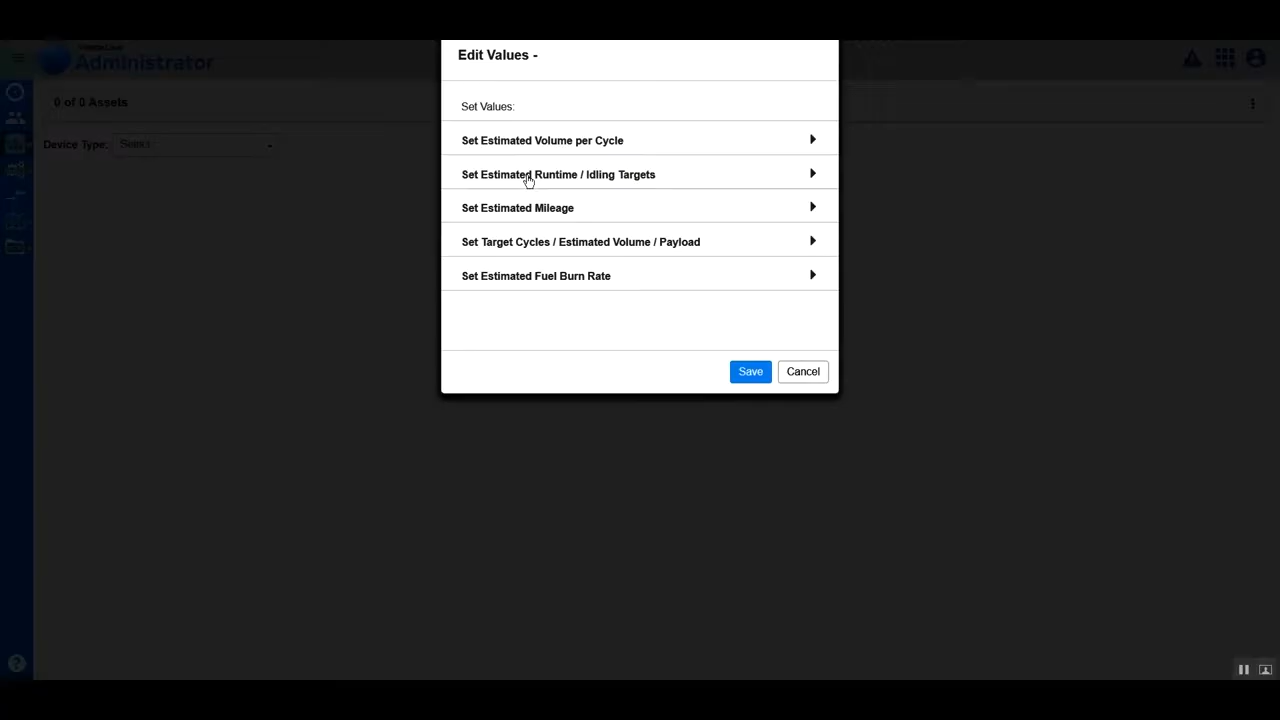 Edit Values -
Administrator
0 of 0 Assets
Set Values:
Device Type:
Select
Set Estimated Volume per Cycle
Set Estimated Runtime / Idling Targets
Set Estimated Mileage
Set Target Cycles / Estimated Volume / Payload
Set Estimated Fuel Burn Rate
Save
Cancel